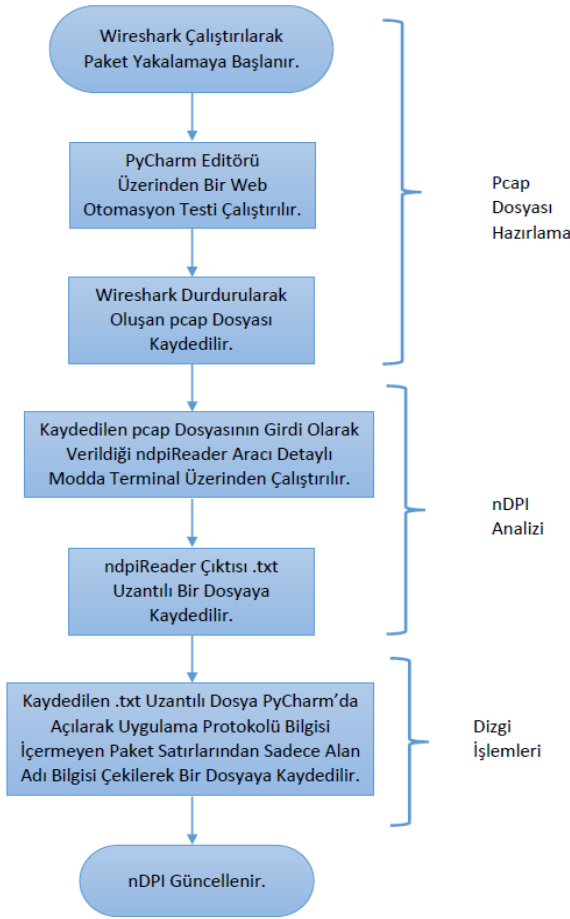 Wireshark Çalıştırılarak
Paket Yakalamaya Başlanır.
PyCharm Editörü
Üzerinden Bir Web
Otomasyon Testi Çalıştırılır.
Wireshark Durdurularak
Oluşan pcap Dosyası
Kaydedilir.
Pcap
Dosyası
Hazırlama
Kaydedilen pcap Dosyasının Girdi Olarak
Verildiği ndpiReader Aracı Detaylı
Modda Terminal Üzerinden Çalıştırılır.
ndpiReader Çıktısı .txt
Uzantılı Bir Dosyaya
Kaydedilir.
nDPI
Analizi
Kaydedilen .txt Uzantılı Dosya PyCharm’da
Açılarak Uygulama Protokolü Bilgisi
İçermeyen Paket Satırlarından Sadece Alan
Adı Bilgisi Çekilerek Bir Dosyaya Kaydedilir.
Dizgi
İşlemleri
nDPI Güncellenir.